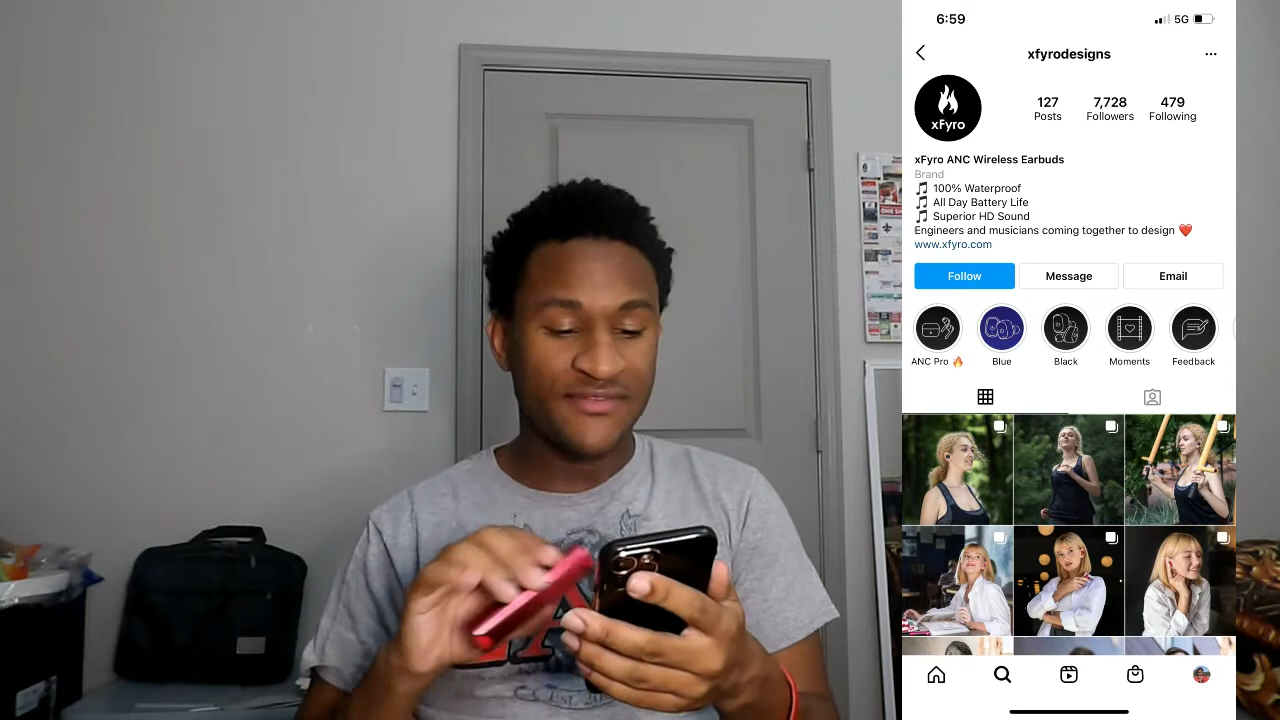 6:59
5G
xfyrodesigns
xFyro
127 7,728 479
Posts Followers Following
xFyro ANC Wireless Earbuds
Brand
100% Waterproof
All Day Battery Life
Superior HD Sound
Engineers and musicians coming together to design ❤️
www.xfyro.com
Follow Message Email
ANC Pro 🔥 Blue Black Moments Feedback